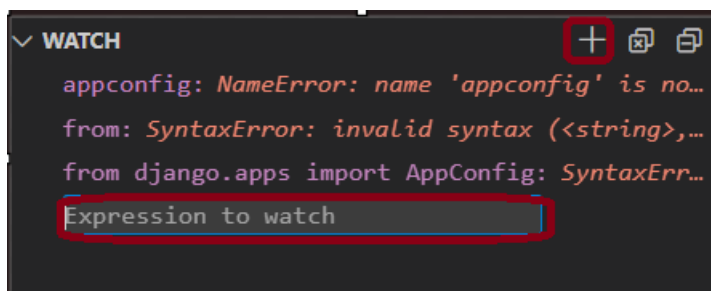 WATCH
appconfig: NameError: name 'appconfig' is no…
from: SyntaxError: invalid syntax (<string>,…
from django.apps import AppConfig: SyntaxErr…
Expression to watch